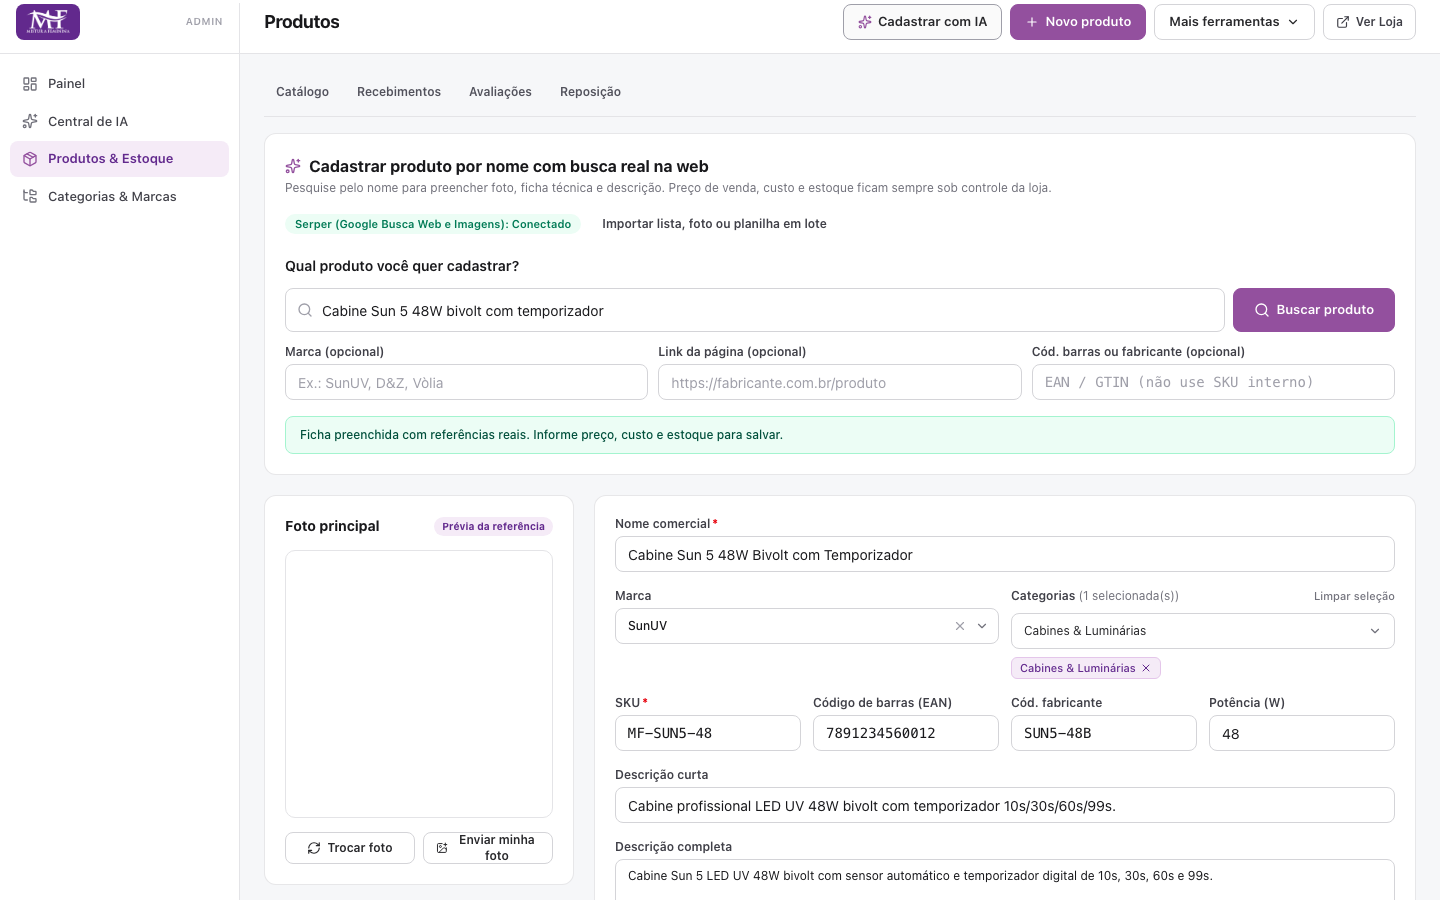 MF
MISTURA FEMININA
ADMIN
Produtos
Cadastrar com IA
Novo produto
Mais ferramentas
Ver Loja
Painel
Central de IA
Produtos & Estoque
Categorias & Marcas
Catálogo
Recebimentos
Avaliações
Reposição
Cadastrar produto por nome com busca real na web
Pesquise pelo nome para preencher foto, ficha técnica e descrição. Preço de venda, custo e estoque ficam sempre sob controle da loja.
Serper (Google Busca Web e Imagens): Conectado
Importar lista, foto ou planilha em lote
Qual produto você quer cadastrar?
Cabine Sun 5 48W bivolt com temporizador
Buscar produto
Marca (opcional)
Link da página (opcional)
Cód. barras ou fabricante (opcional)
Ex.: SunUV, D&Z, Vòlia
https://fabricante.com.br/produto
EAN / GTIN (não use SKU interno)
Ficha preenchida com referências reais. Informe preço, custo e estoque para salvar.
Foto principal
Prévia da referência
Trocar foto
Enviar minha
foto
Nome comercial*
Cabine Sun 5 48W Bivolt com Temporizador
Marca
Categorias (1 selecionada(s))
Limpar seleção
SunUV
Cabines & Luminárias
Cabines & Luminárias
SKU*
Código de barras (EAN)
Cód. fabricante
Potência (W)
MF-SUN5-48
7891234560012
SUN5-48B
48
Descrição curta
Cabine profissional LED UV 48W bivolt com temporizador 10s/30s/60s/99s.
Descrição completa
Cabine Sun 5 LED UV 48W bivolt com sensor automático e temporizador digital de 10s, 30s, 60s e 99s.